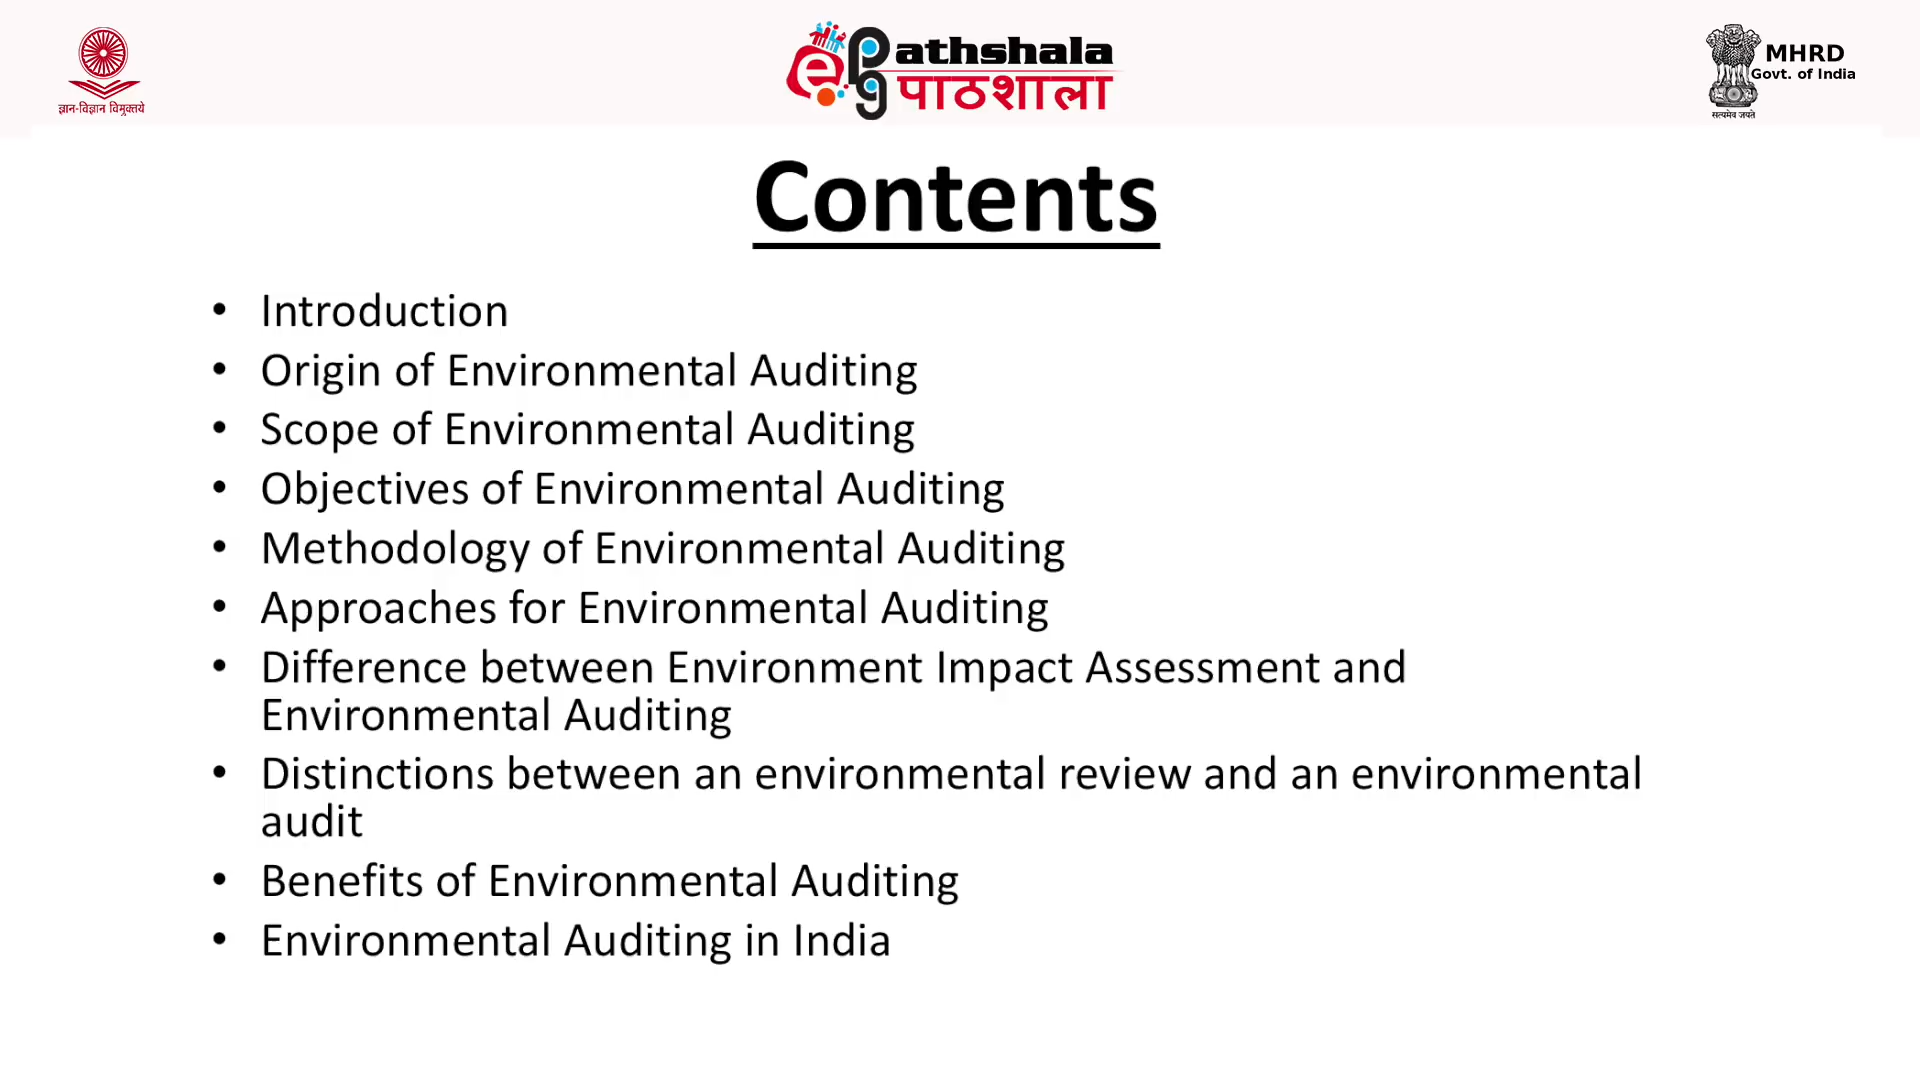 ज्ञान-विज्ञान विमुक्तये
e
pg
athshala
पाठशाला
MHRD
Govt. of India
सत्यमेव जयते
Contents
• Introduction
• Origin of Environmental Auditing
• Scope of Environmental Auditing
• Objectives of Environmental Auditing
• Methodology of Environmental Auditing
• Approaches for Environmental Auditing
• Difference between Environment Impact Assessment and
Environmental Auditing
• Distinctions between an environmental review and an environmental
audit
• Benefits of Environmental Auditing
• Environmental Auditing in India